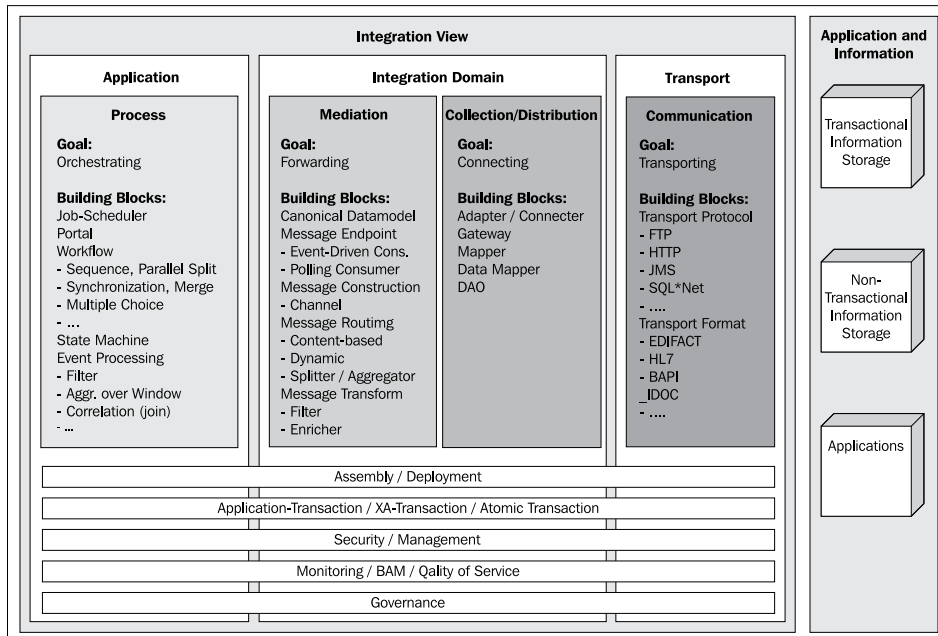 Integration View
Application
Process
Goal:
Orchestrating
Building Blocks:
Job-Scheduler
Portal
Workflow
- Sequence, Parallel Split
- Synchronization, Merge
- Multiple Choice
- ...
State Machine
Event Processing
- Filter
- Aggr. over Window
- Correlation (join)
- ...
Integration Domain
Mediation
Goal:
Forwarding
Building Blocks:
Canonical Datamodel
Message Endpoint
- Event-Driven Cons.
- Polling Consumer
Message Construction
- Channel
Message Routimg
- Content-based
- Dynamic
- Splitter / Aggregator
Message Transform
- Filter
- Enricher
Collection/Distribution
Goal:
Connecting
Building Blocks:
Adapter / Connecter
Gateway
Mapper
Data Mapper
DAO
Transport
Communication
Goal:
Transporting
Building Blocks:
Transport Protocol
- FTP
- HTTP
- JMS
- SQL*Net
- ....
Transport Format
- EDIFACT
- HL7
- BAPI
_IDOC
- ....
Assembly / Deployment
Application-Transaction / XA-Transaction / Atomic Transaction
Security / Management
Monitoring / BAM / Qality of Service
Governance
Application and
Information
Transactional
Information
Storage
Non-
Transactional
Information
Storage
Applications